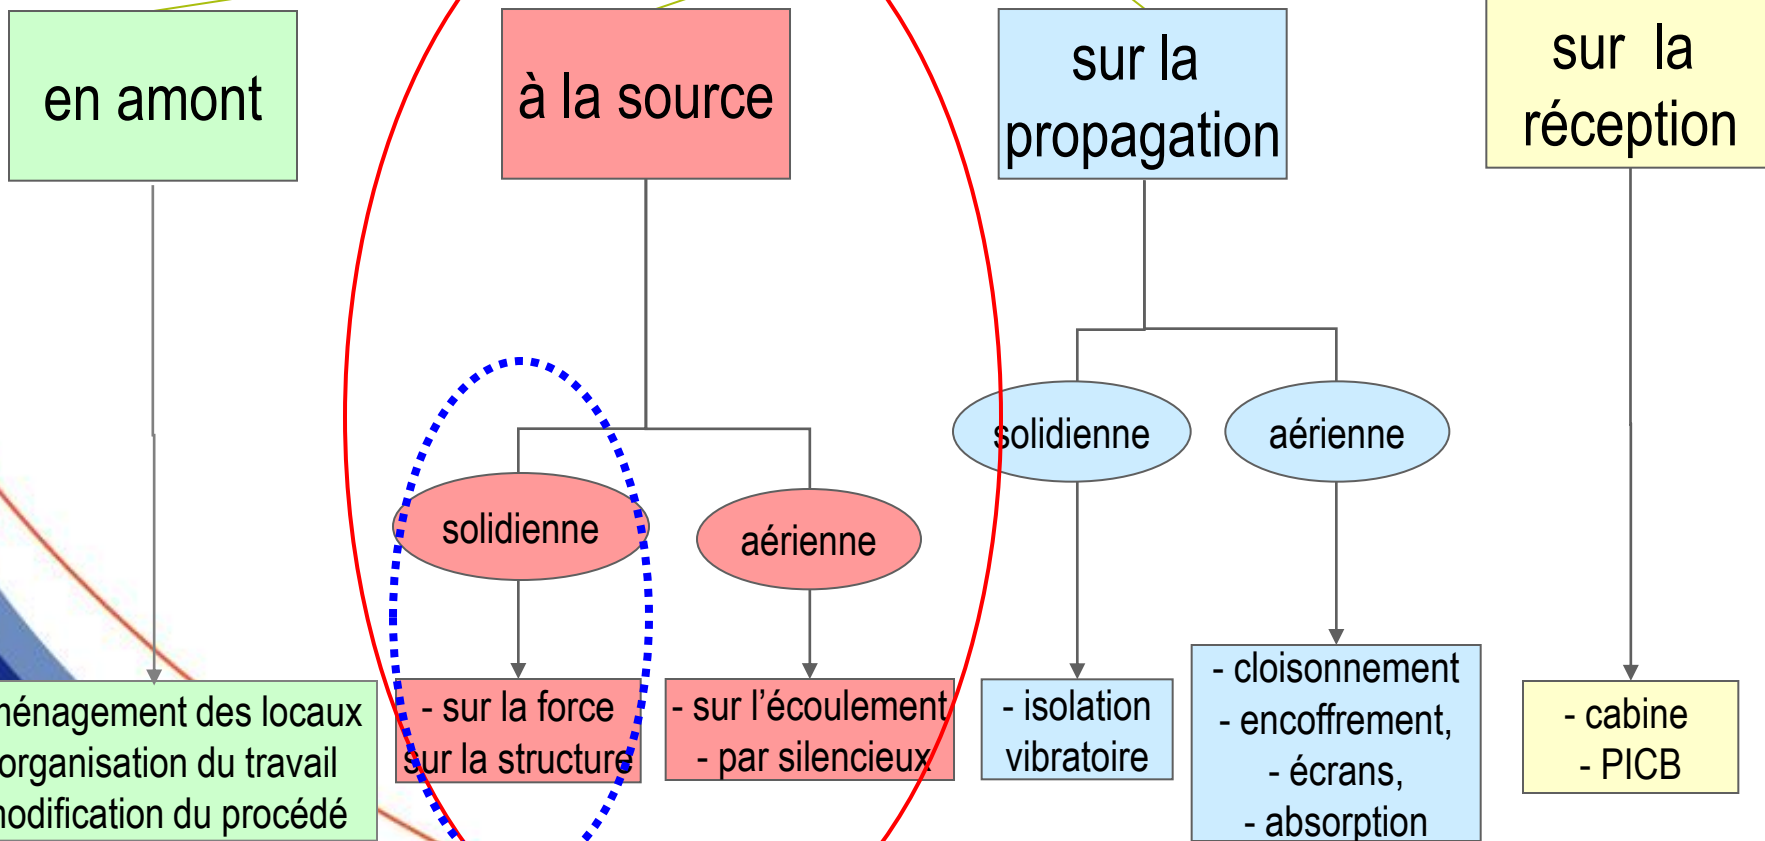 en amont
à la source
sur la
propagation
sur la
réception
solidienne
aérienne
solidienne
aérienne
ménagement des locaux
organisation du travail
modification du procédé
- sur la force
sur la structure
- sur l’écoulement
- par silencieux
- isolation
vibratoire
- cloisonnement
- encoffrement,
- écrans,
- absorption
- cabine
- PICB